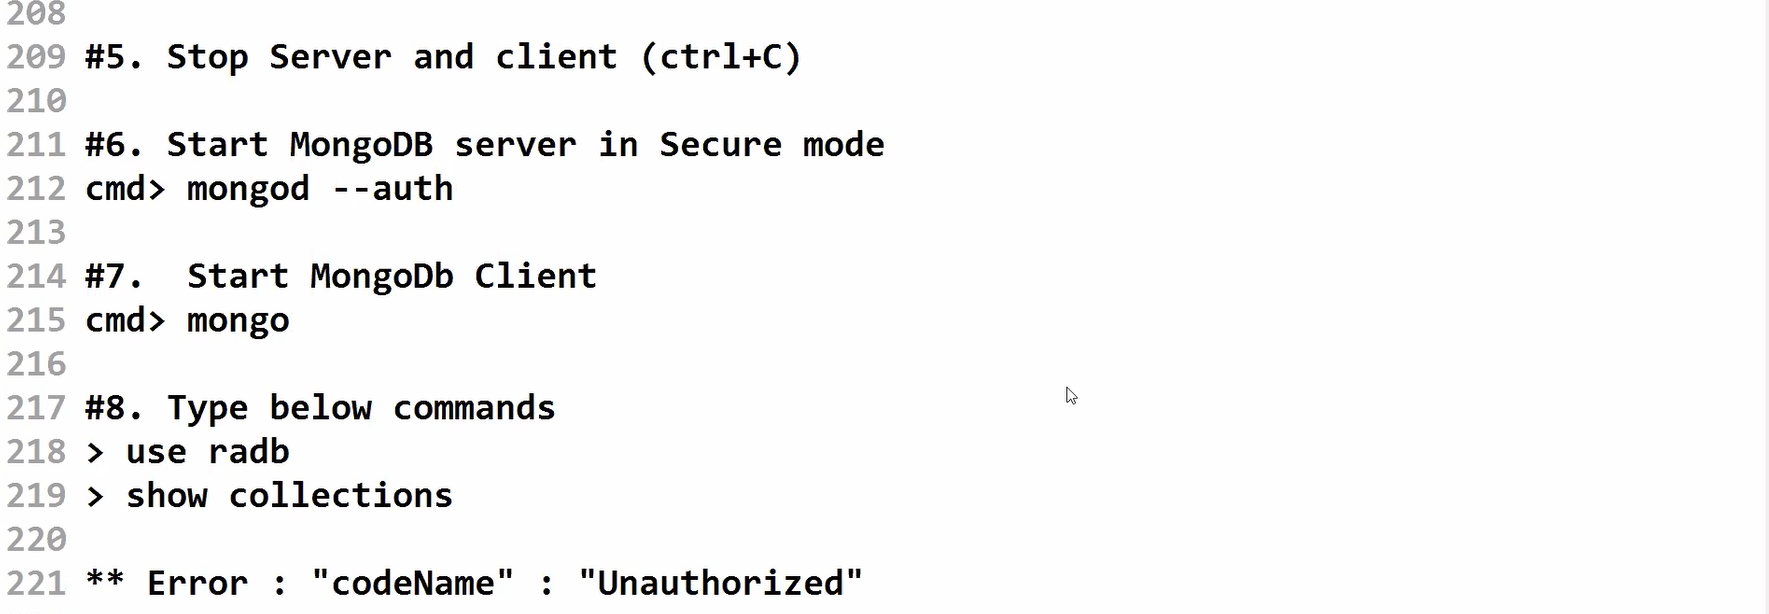 208
209 #5. Stop Server and client (ctrl+C)
210
211 #6. Start MongoDB server in Secure mode
212 cmd> mongod --auth
213
214 #7.  Start MongoDb Client
215 cmd> mongo
216
217 #8. Type below commands
218 > use radb
219 > show collections
220
221 ** Error : "codeName" : "Unauthorized"